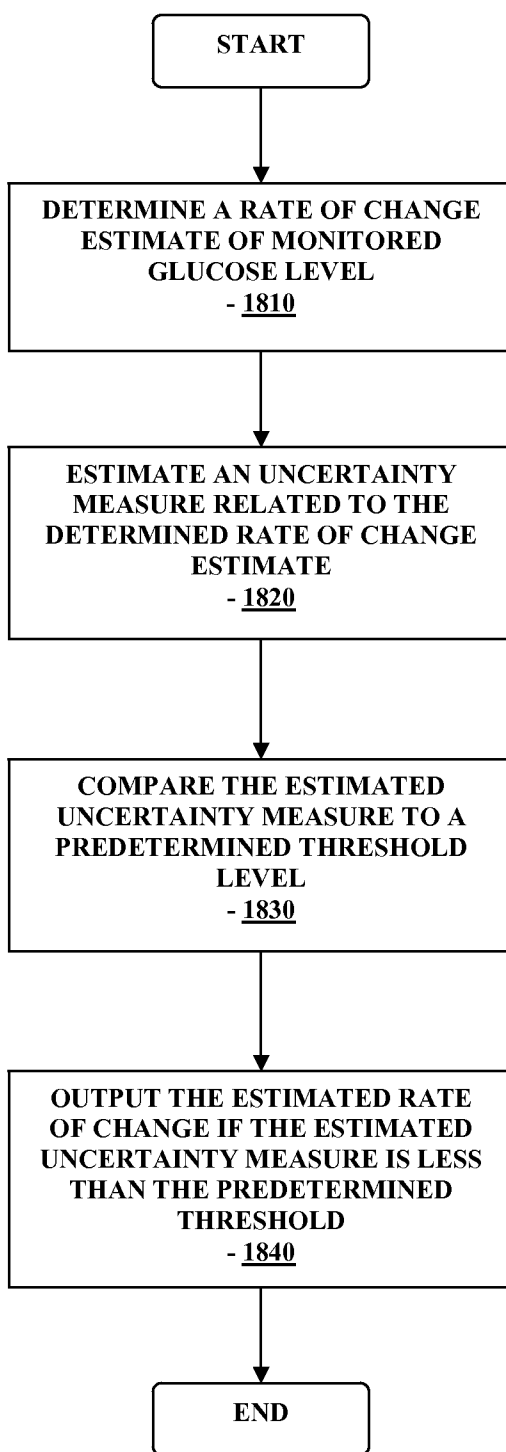 START
DETERMINE A RATE OF CHANGE
ESTIMATE OF MONITORED
GLUCOSE LEVEL
- 1810
ESTIMATE AN UNCERTAINTY
MEASURE RELATED TO THE
DETERMINED RATE OF CHANGE
ESTIMATE
- 1820
COMPARE THE ESTIMATED
UNCERTAINTY MEASURE TO A
PREDETERMINED THRESHOLD
LEVEL
- 1830
OUTPUT THE ESTIMATED RATE
OF CHANGE IF THE ESTIMATED
UNCERTAINTY MEASURE IS LESS
THAN THE PREDETERMINED
THRESHOLD
- 1840
END